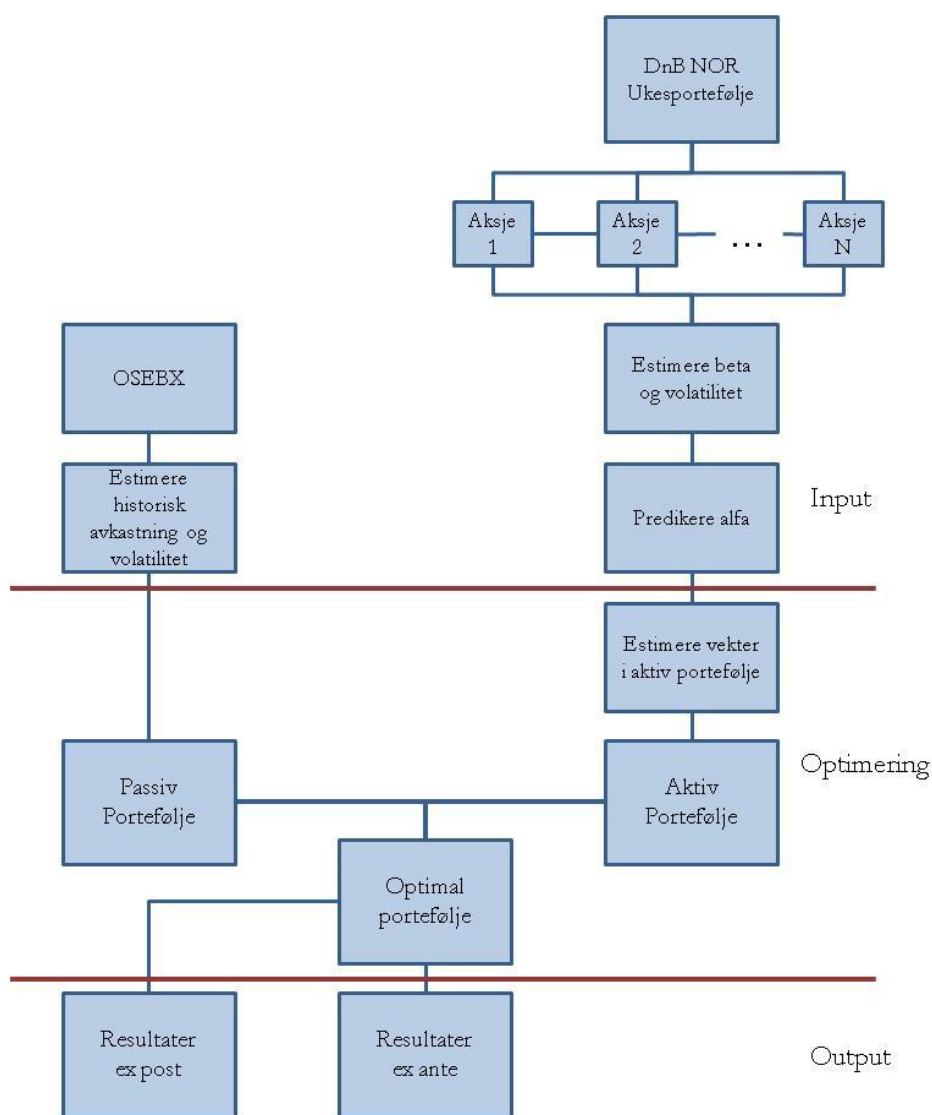 DnB NOR
Ukesportefølje
Aksje
1
Aksje
2
...
Aksje
N
OSEBX
Estimere beta
og volatilitet
Estimere
historisk
avkastning og
volatilitet
Predikere alfa
Input
Estimere vekter
i aktiv portefølje
Passiv
Portefølje
Aktiv
Portefølje
Optimering
Optimal
portefølje
Resultater
ex post
Resultater
ex ante
Output